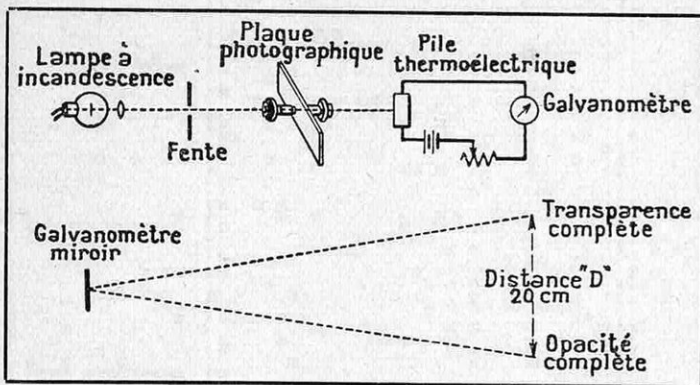 Lampe à
incandescence
Fente
Plaque
photographique
Pile
thermoélectrique
Galvanomètre
Galvanomètre
miroir
Transparence
complète
Distance "D"
20 cm
Opacité
complète